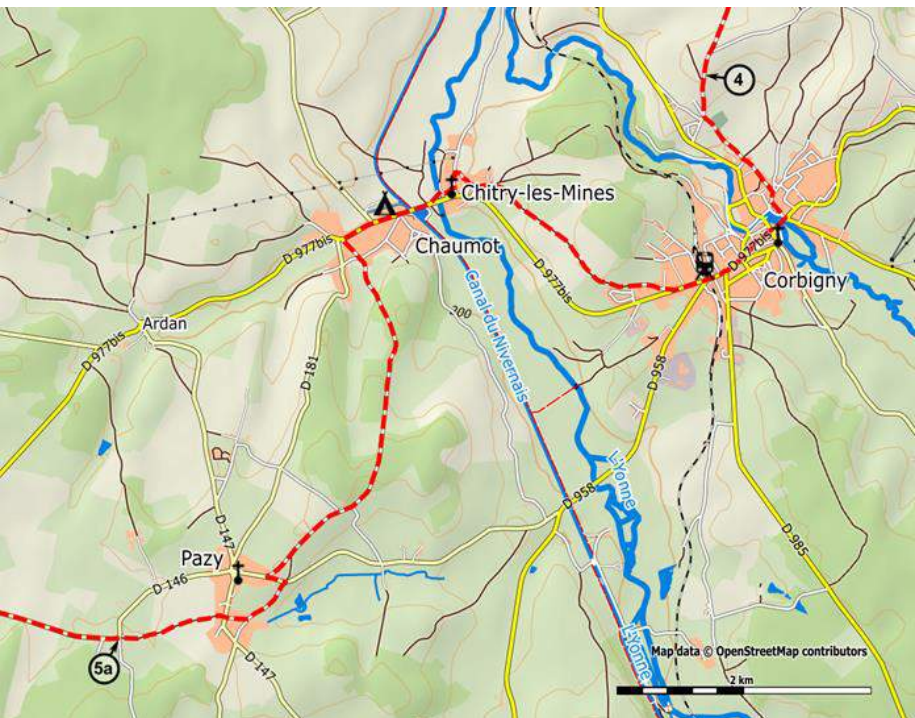 4
Chitry-les-Mines
D 977bis
Chaumot
D 977bis
Corbigny
D 977bis
Canal du Nivernais
200
Ardan
D 977bis
D 181
D 958
L'Yonne
D 958
D 147
D 985
Pazy
D 146
L'Yonne
D 147
5a
Map data © OpenStreetMap contributors
2 km